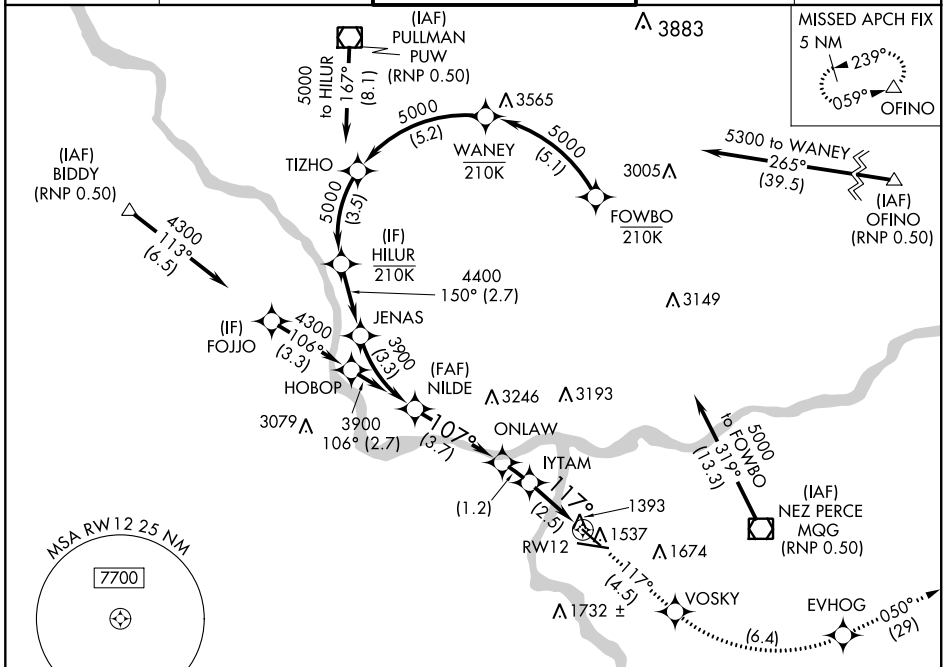 (IAF)
PULLMAN
PUW
(RNP 0.50)
5000
to HILUR
167°
(8.1)
3883
MISSED APCH FIX
5 NM
239°
059°
OFINO
3565
5000
(5.2)
WANEY
210K
5000
(5.1)
TIZHO
3005
5300 to WANEY
265°
(39.5)
(IAF)
OFINO
(RNP 0.50)
(IAF)
BIDDY
(RNP 0.50)
4300
113°
(6.5)
5000
(3.5)
FOWBO
210K
(IF)
HILUR
210K
4400
150° (2.7)
3149
(IF)
FOJJO
4300
106°
(3.3)
JENAS
3900
(3.3)
HOBOP
(FAF)
NILDE
3900
106° (2.7)
3079
3246
3193
107°
(3.7)
ONLAW
IYTAM
(1.2)
117°
(2.5)
1393
RW12
1537
1674
5000
to FOWBO
319°
(13.3)
(IAF)
NEZ PERCE
MQG
(RNP 0.50)
117°
(4.5)
1732 ±
VOSKY
(6.4)
EVHOG
050°
(29)
MSA RW12 25 NM
7700